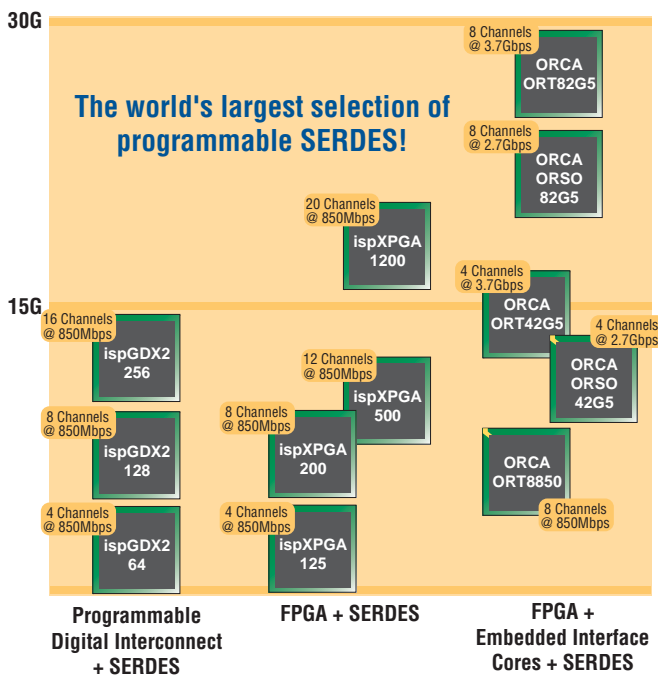 30G
The world's largest selection of
programmable SERDES!
8 Channels
@ 3.7Gbps
ORCA
ORT82G5
8 Channels
@ 2.7Gbps
ORCA
ORSO
82G5
20 Channels
@ 850Mbps
ispXPGA
1200
15G
4 Channels
@ 3.7Gbps
ORCA
ORT42G5
16 Channels
@ 850Mbps
ispGDX2
256
4 Channels
@ 2.7Gbps
ORCA
ORSO
42G5
12 Channels
@ 850Mbps
ispXPGA
500
8 Channels
@ 850Mbps
ispGDX2
128
8 Channels
@ 850Mbps
ispXPGA
200
ORCA
ORT8850
8 Channels
@ 850Mbps
4 Channels
@ 850Mbps
ispGDX2
64
4 Channels
@ 850Mbps
ispXPGA
125
Programmable
Digital Interconnect
+ SERDES
FPGA + SERDES
FPGA +
Embedded Interface
Cores + SERDES